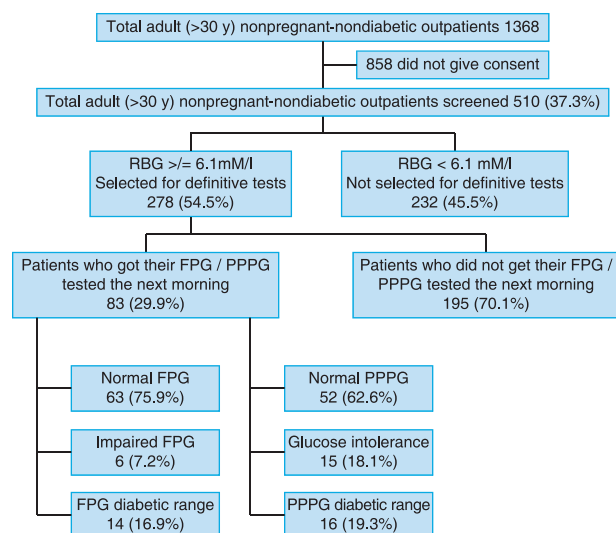 Total adult (>30 y) nonpregnant-nondiabetic outpatients 1368
858 did not give consent
Total adult (>30 y) nonpregnant-nondiabetic outpatients screened 510 (37.3%)
RBG >/= 6.1mM/l
Selected for definitive tests
278 (54.5%)
RBG < 6.1 mM/l
Not selected for definitive tests
232 (45.5%)
Patients who got their FPG / PPPG
tested the next morning
83 (29.9%)
Patients who did not get their FPG /
PPPG tested the next morning
195 (70.1%)
Normal FPG
63 (75.9%)
Normal PPPG
52 (62.6%)
Impaired FPG
6 (7.2%)
Glucose intolerance
15 (18.1%)
FPG diabetic range
14 (16.9%)
PPPG diabetic range
16 (19.3%)